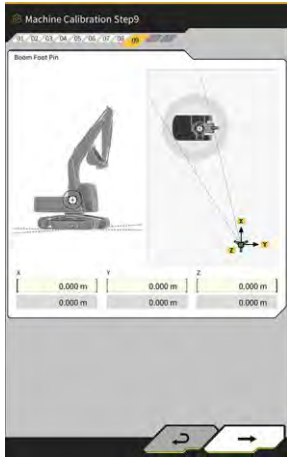 Machine Calibration Step9
01 02 03 04 05 06 07 08 09
Boom Foot Pin
X
Z Y
X Y Z
[ 0.000 m ] [ 0.000 m ] [ 0.000 m ]
0.000 m 0.000 m 0.000 m